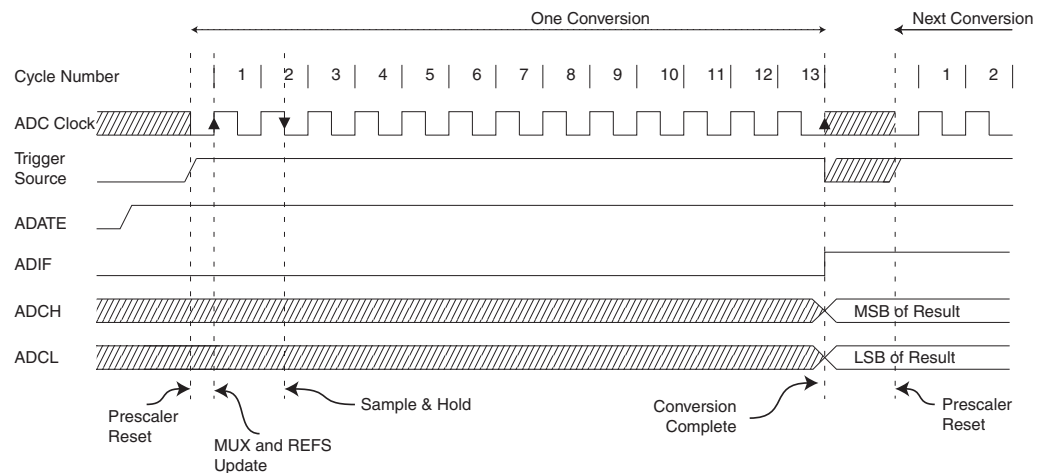 One Conversion Next Conversion
Cycle Number 1 2 3 4 5 6 7 8 9 10 11 12 13 1 2
ADC Clock
Trigger
Source
ADATE
ADIF
ADCH MSB of Result
ADCL LSB of Result
Prescaler
Reset
MUX and REFS
Update
Sample & Hold
Conversion
Complete
Prescaler
Reset